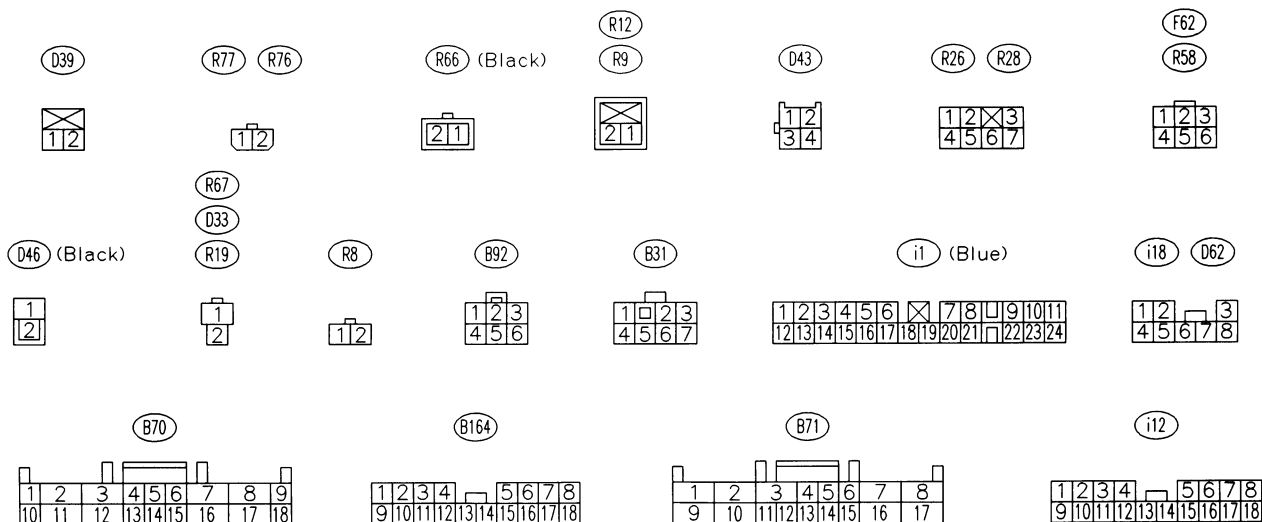 R12 F62
D39 R77 R76 R66 (Black) R9 D43 R26 R28 R58
1 2 1 2 3 1 2 3
1 2 1 2 2 1 2 1 3 4 4 5 6 7 4 5 6
R67
D33
D46 (Black) R19 R8 B92 B31 i1 (Blue) i18 D62
1 1 1 2 3 1 2 3 1 2 3 4 5 6 7 8 9 10 11 1 2 3
2 2 1 2 4 5 6 4 5 6 7 12 13 14 15 16 17 18 19 20 21 22 23 24 4 5 6 7 8
B70 B164 B71 i12
1 2 3 4 5 6 7 8 9 1 2 3 4 5 6 7 8 1 2 3 4 5 6 7 8 1 2 3 4 5 6 7 8
10 11 12 13 14 15 16 17 18 9 10 11 12 13 14 15 16 17 18 9 10 11 12 13 14 15 16 17 9 10 11 12 13 14 15 16 17 18